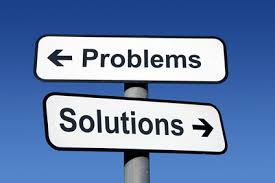 ← Problems
Solutions →